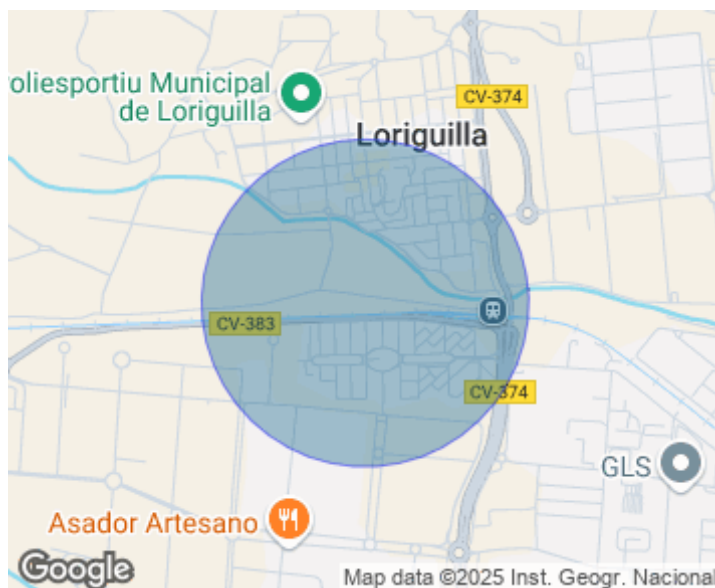 oliesportiu Municipal
de Loriguilla
CV-374
Loriguilla
CV-383
CV-374
GLS
Asador Artesano
Google
Map data ©2025 Inst. Geogr. Nacional